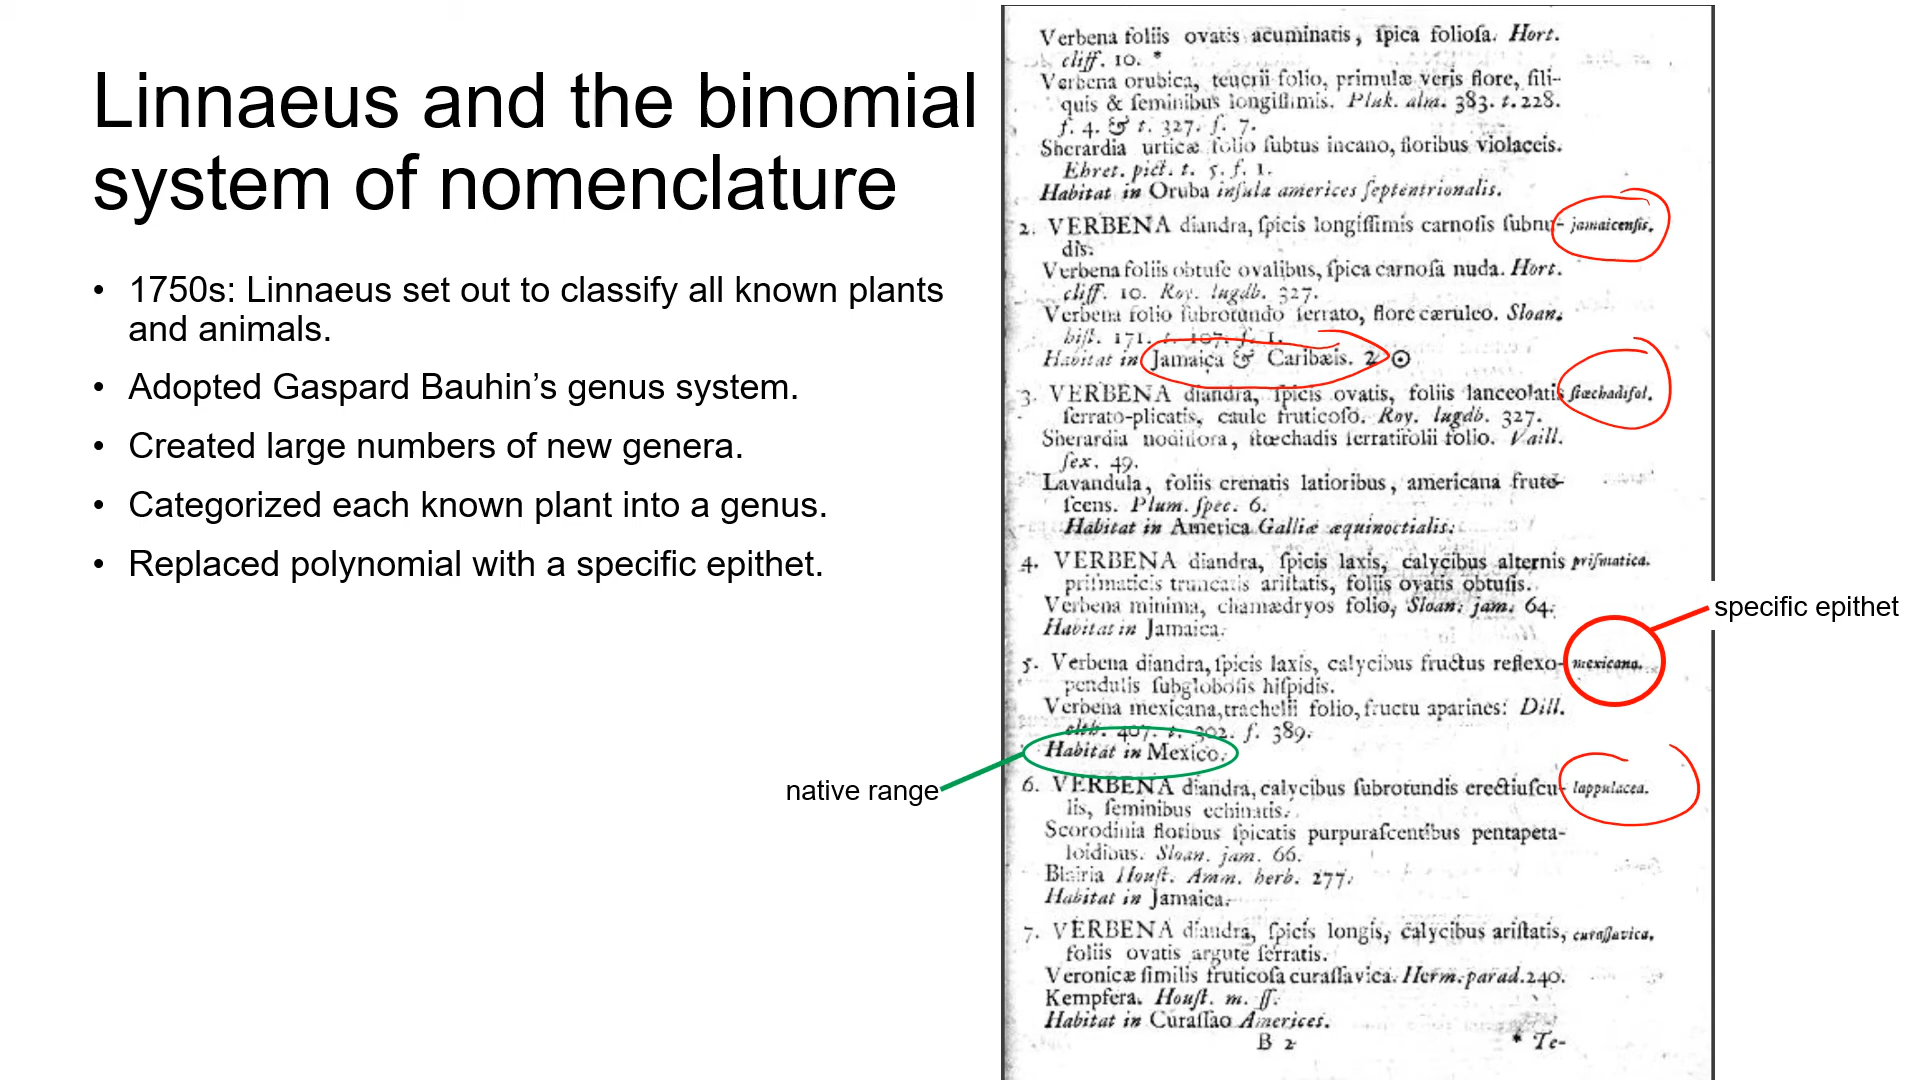 Linnaeus and the binomial
system of nomenclature
• 1750s: Linnaeus set out to classify all known plants
and animals.
• Adopted Gaspard Bauhin’s genus system.
• Created large numbers of new genera.
• Categorized each known plant into a genus.
• Replaced polynomial with a specific epithet.
native range
specific epithet
Verbena foliis ovatis acuminatis, ſpica folioſa. Hort.
cliff. 10. *
Verbena orubica, teucrii folio, primulæ veris flore, ſili-
quis & ſeminibus longiſſimis. Pluk. alm. 383. t. 228.
f. 4. & t. 327. f. 7.
Sherardia urticæ folio ſubtus incano, floribus violaceis.
Ehret. pict. t. 5. f. 1.
Habitat in Oruba inſula americes ſeptentrionalis.
2. VERBENA diandra, ſpicis longiſſimis carnoſis ſubnu- jamaicenſis.
dis.
Verbena foliis obtuſe ovalibus, ſpica carnoſa nuda. Hort.
cliff. 10. Roy. lugdb. 327.
Verbena folio ſubrotundo ſerrato, flore cæruleo. Sloan.
hiſt. 171. t. 107. f. 1.
Habitat in Jamaica & Caribæis. ☉
3. VERBENA diandra, ſpicis ovatis, foliis lanceolatis ſtœchadifol.
ſerrato-plicatis, caule fruticoſo. Roy. lugdb. 327.
Sherardia nodiflora, ſtœchadis ſerratifolii folio. Vaill.
ſex. 49.
Lavandula, foliis crenatis latioribus, americana frute-
ſcens. Plum. ſpec. 6.
Habitat in America Galliæ æquinoctialis.
4. VERBENA diandra, ſpicis laxis, calycibus alternis priſmatica.
priſmaticis truncatis ariſtatis, foliis ovatis obtuſis.
Verbena minima, chamædryos folio, Sloan. jam. 64.
Habitat in Jamaica.
5. Verbena diandra, ſpicis laxis, calycibus fructus reflexo- mexicana.
pendulis ſubgloboſis hiſpidis.
Verbena mexicana, trachelii folio, fructu aparines. Dill.
elth. 407. t. 302. f. 389.
Habitat in Mexico.
6. VERBENA diandra, calycibus ſubrotundis erectiuſcu- lappulacea.
lis, ſeminibus echinatis.
Scorodinia floribus ſpicatis purpuraſcentibus pentapeta-
loidibus. Sloan. jam. 66.
Blairia Houſt. Amm. herb. 277.
Habitat in Jamaica.
7. VERBENA diandra, ſpicis longis, calycibus ariſtatis, curaſſavica.
foliis ovatis argute ſerratis.
Veronicæ ſimilis fruticoſa curaſſavica. Herm. parad. 240.
Kempfera. Houſt. m. ſſ.
Habitat in Curaſſao Americes.
B 2 * Te-